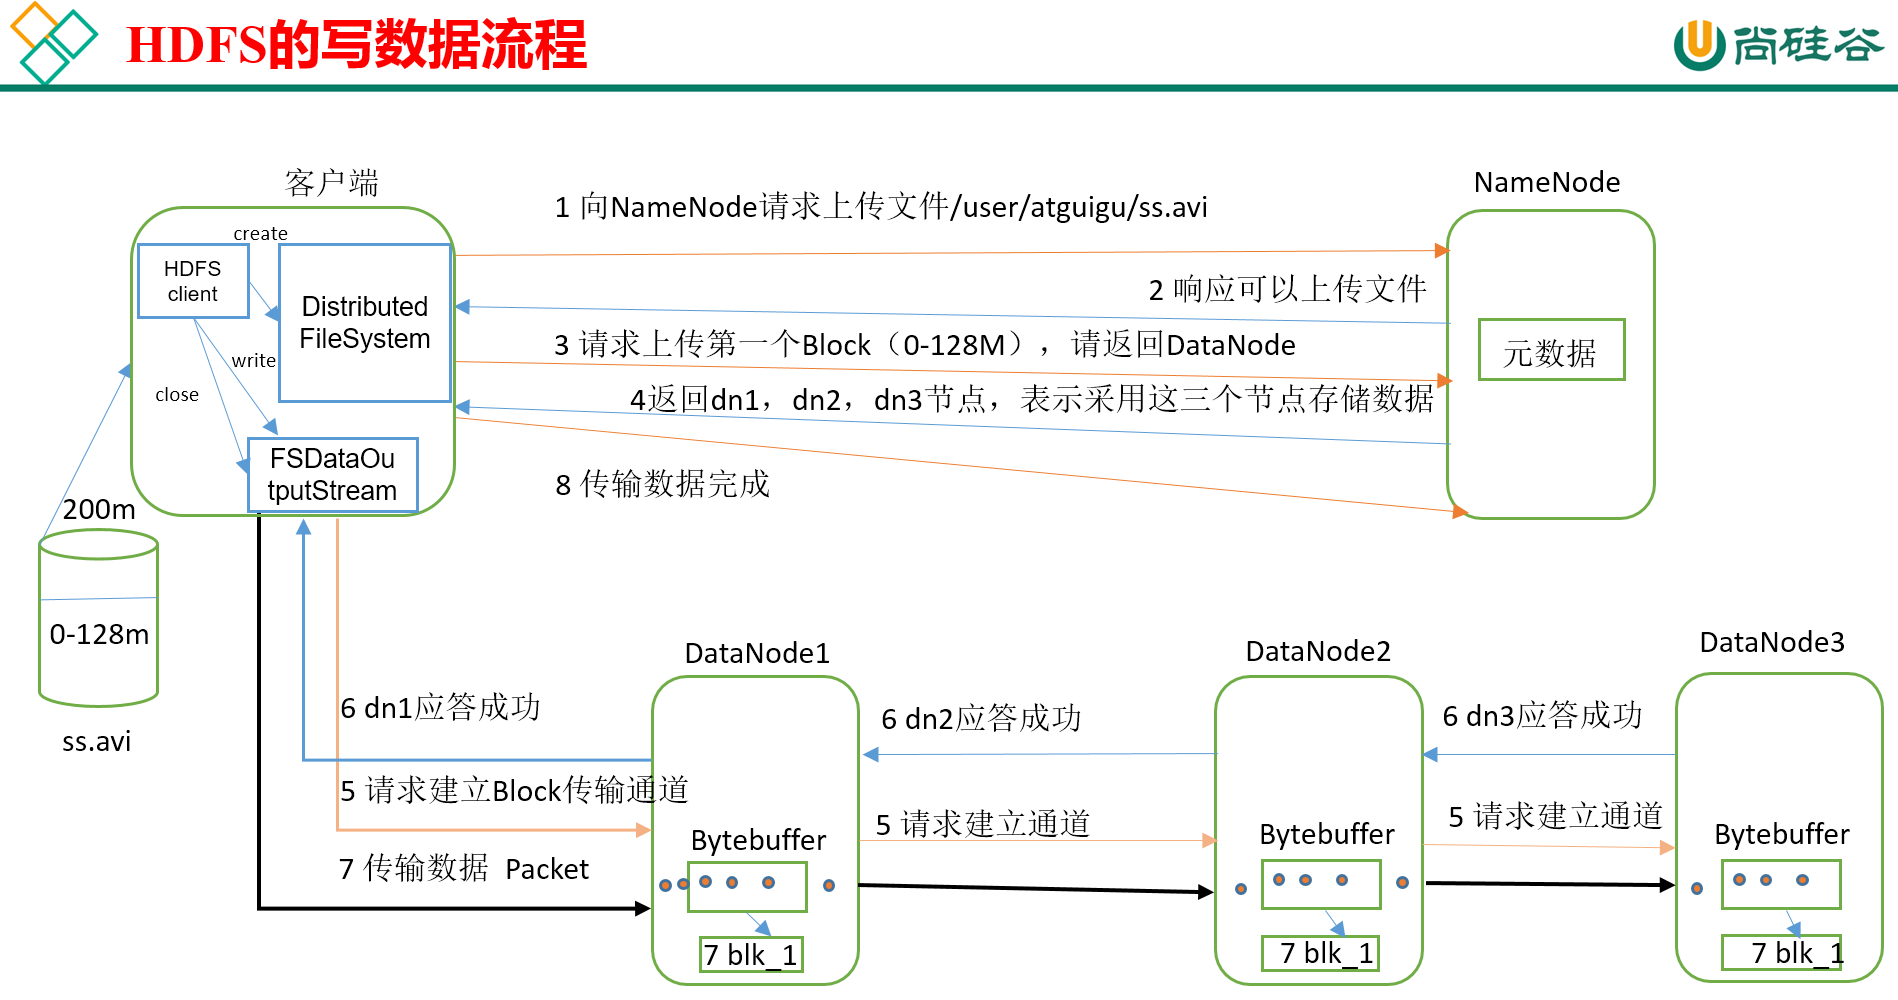 HDFS的写数据流程
尚硅谷
客户端
NameNode
1 向NameNode请求上传文件/user/atguigu/ss.avi
create
HDFS
client
Distributed
FileSystem
2 响应可以上传文件
3 请求上传第一个Block（0-128M），请返回DataNode
元数据
write
close
4返回dn1，dn2，dn3节点，表示采用这三个节点存储数据
FSDataOu
tputStream
8 传输数据完成
200m
0-128m
ss.avi
DataNode1
DataNode2
DataNode3
6 dn1应答成功
6 dn2应答成功
6 dn3应答成功
5 请求建立Block传输通道
5 请求建立通道
5 请求建立通道
Bytebuffer
Bytebuffer
Bytebuffer
7 传输数据 Packet
7 blk_1
7 blk_1
7 blk_1